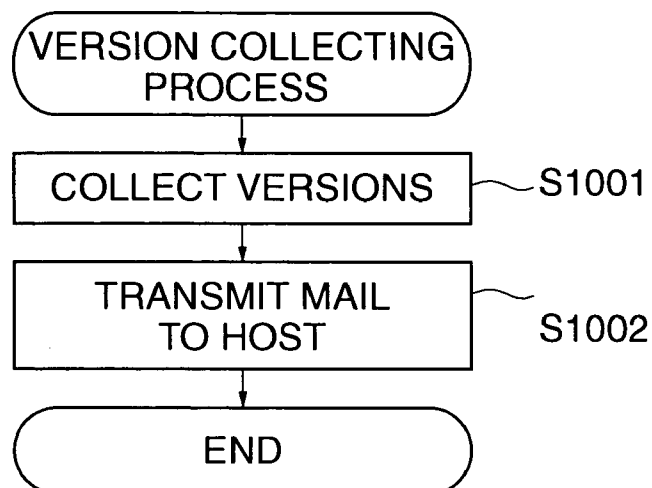 VERSION COLLECTING
PROCESS
COLLECT VERSIONS
S1001
TRANSMIT MAIL
TO HOST
S1002
END